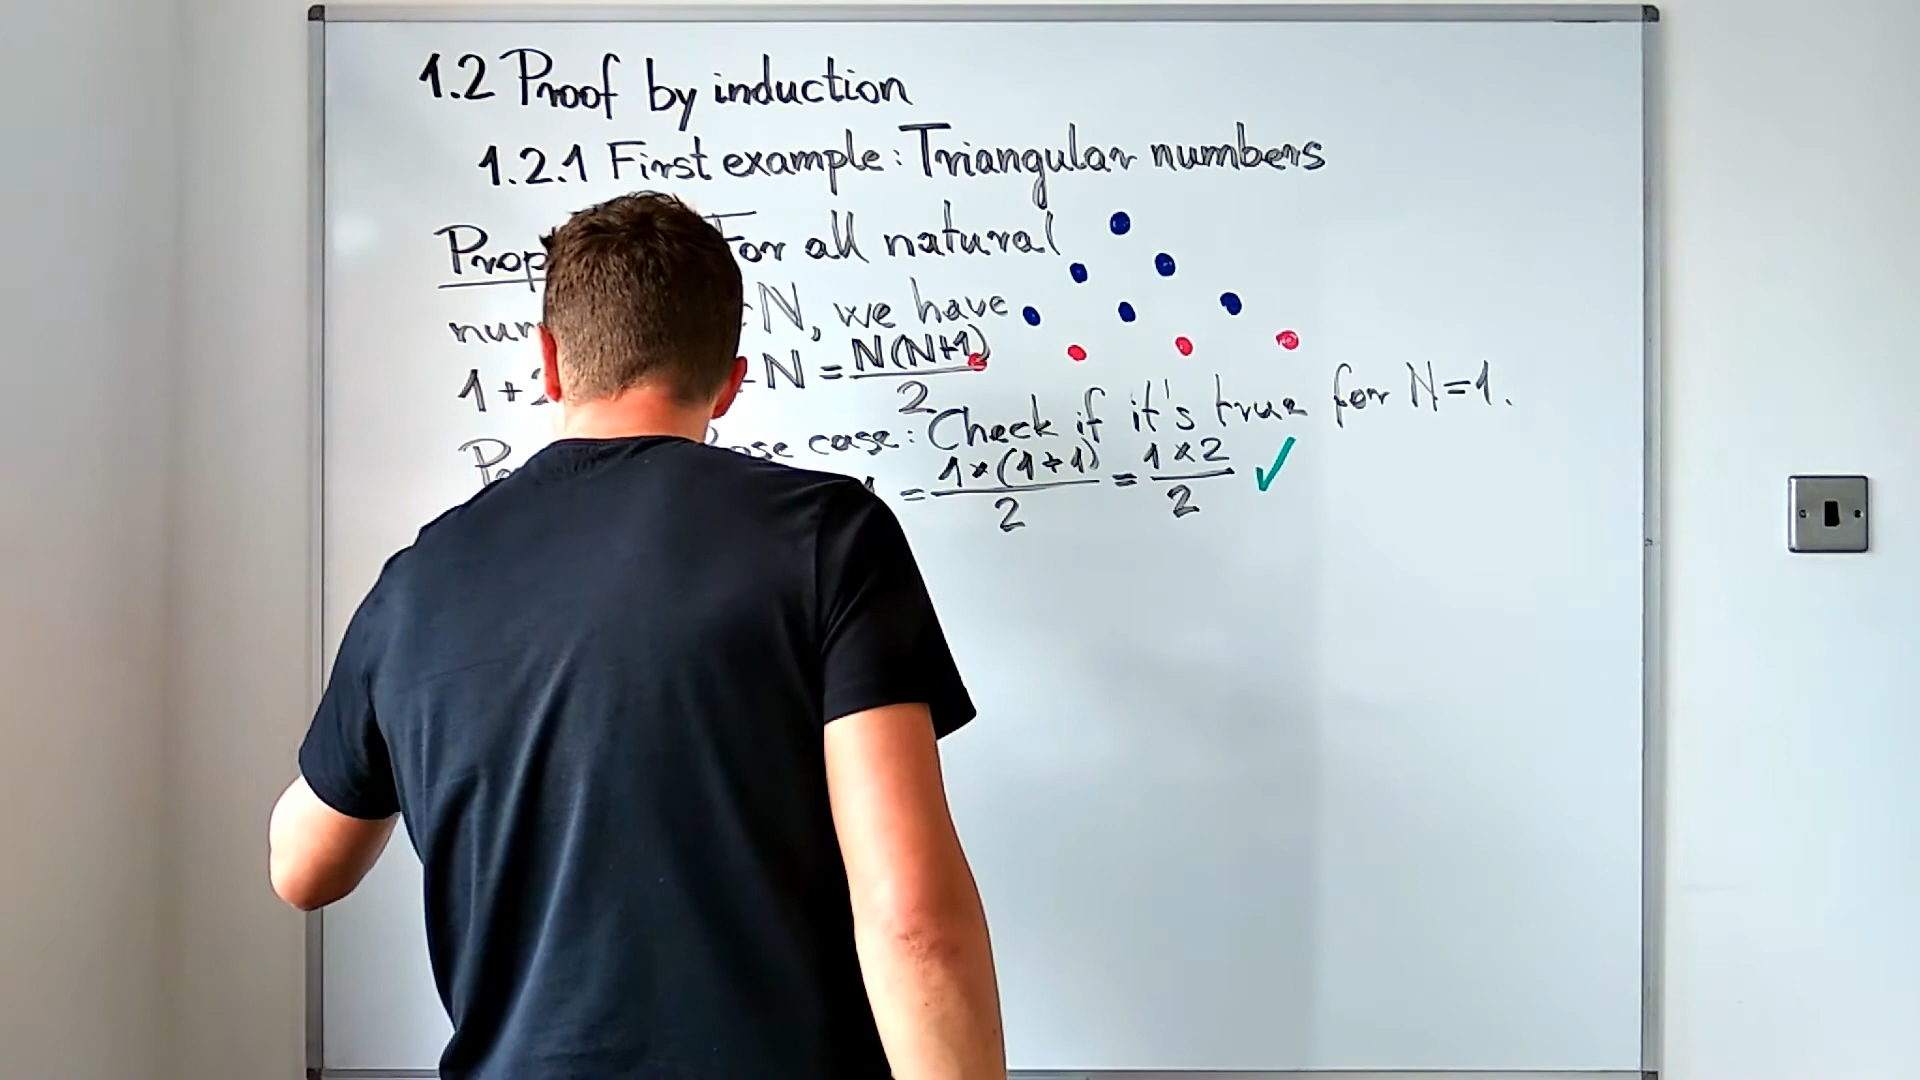 1.2 Proof by induction
1.2.1 First example: Triangular numbers
Prop For all natural
num N, we have
1 + 2 N = N(N+1)/2
case: Check if it's true for N=1.
= 1×(1+1)/2 = 1×2/2 ✓